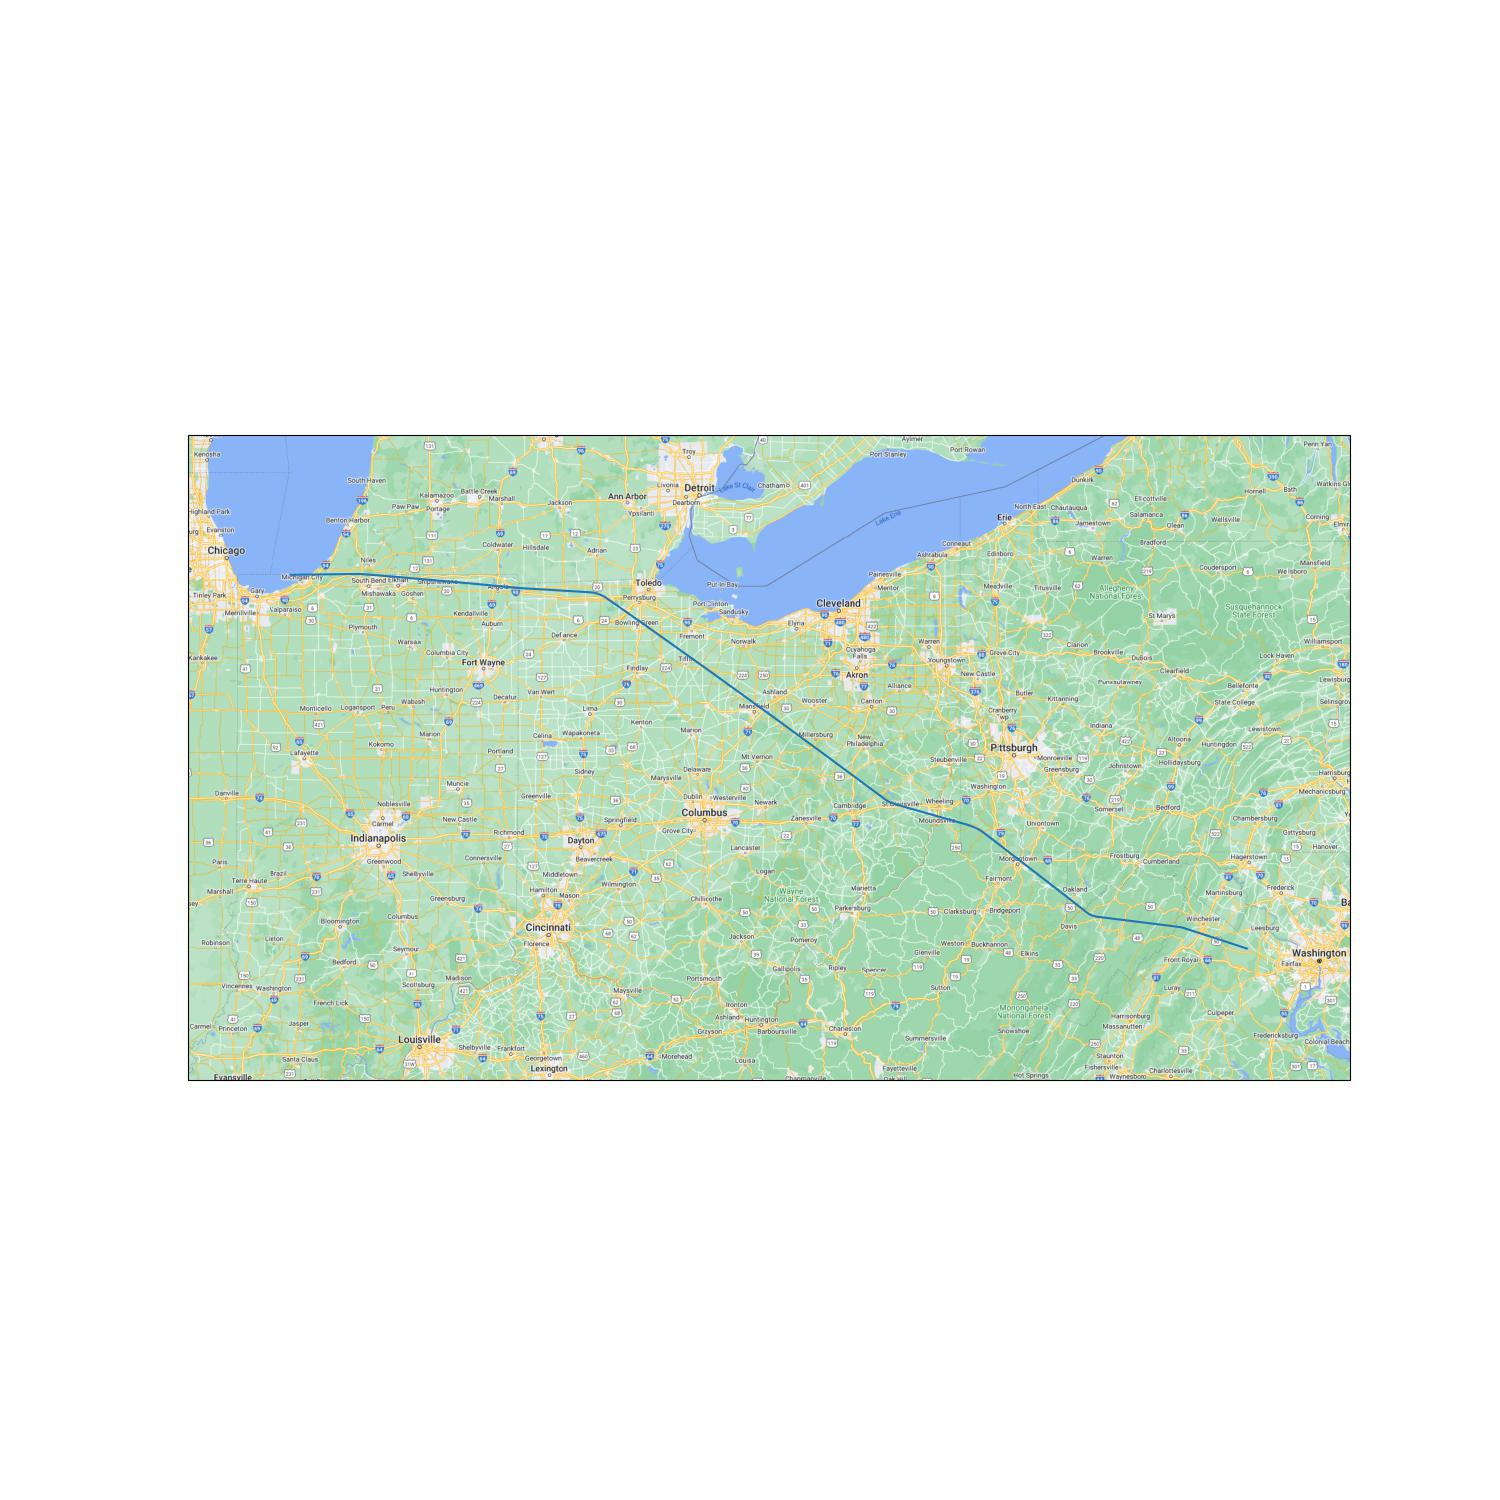 Troy
Aylmer
Port Rowan
Penn Yan
Kenosha
Port Stanley
Livonia
South Haven
Detroit
Lake St Clair
Chatham
Dunkirk
Ann Arbor
Battle Creek
Kalamazoo
Marshall
Jackson
Dearborn
Ellicottville
Hornell
Bath
Paw Paw
Portage
Ypsilanti
North East
Chautauqua
Salamanca
Corning
Highland Park
Benton Harbor
Lake Erie
Erie
Jamestown
Olean
Wellsville
Evanston
Coldwater
Hillsdale
Adrian
Conneaut
Bradford
Chicago
Niles
Ashtabula
Edinboro
Warren
Mansfield
Michigan City
South Bend
Elkhart
Shipshewana
Toledo
Put-In-Bay
Painesville
Coudersport
Wellsboro
Gary
Mishawaka
Goshen
Angola
Perrysburg
Mentor
Meadville
Titusville
Allegheny
National Forest
Tinley Park
Valparaiso
Port Clinton
Cleveland
Susquehannock
State Forest
Merrillville
Kendallville
Sandusky
St Marys
Plymouth
Auburn
Bowling Green
Elyria
Defiance
Fremont
Norwalk
Warsaw
Warren
Clarion
Williamsport
Columbia City
Cuyahoga
Falls
Grove City
Brookville
Kankakee
Fort Wayne
Tiffin
Youngstown
DuBois
Lock Haven
Findlay
Akron
New Castle
Clearfield
Huntington
Van Wert
Alliance
Punxsutawney
Bellefonte
Lewisburg
Decatur
Ashland
Butler
Kittanning
Monticello
Logansport
Peru
Wabash
Lima
Mansfield
Wooster
Canton
State College
Selinsgrove
Cranberry
Twp
Kenton
Marion
Marion
Celina
Wapakoneta
Millersburg
New
Philadelphia
Indiana
Lewistown
Kokomo
Altoona
Huntingdon
Lafayette
Portland
Mt Vernon
Pittsburgh
Monroeville
Steubenville
Hollidaysburg
Sidney
Delaware
Greensburg
Johnstown
Harrisburg
Muncie
Marysville
Washington
Mechanicsburg
Danville
Noblesville
Greenville
Dublin
Westerville
Newark
Cambridge
St Clairsville
Wheeling
Somerset
Bedford
Carmel
New Castle
Springfield
Columbus
Zanesville
Moundsville
Uniontown
Chambersburg
Indianapolis
Richmond
Dayton
Grove City
Gettysburg
Paris
Greenwood
Connersville
Beavercreek
Lancaster
Morgantown
Frostburg
Cumberland
Hagerstown
Hanover
Brazil
Shelbyville
Middletown
Logan
Fairmont
Terre Haute
Wilmington
Marietta
Oakland
Martinsburg
Frederick
Marshall
Hamilton
Mason
Wayne
National Forest
Greensburg
Chillicothe
Parkersburg
Clarksburg
Bridgeport
Bloomington
Columbus
Winchester
Cincinnati
Davis
Leesburg
Robinson
Linton
Florence
Jackson
Pomeroy
Weston
Buckhannon
Elkins
Washington
Seymour
Glenville
Bedford
Front Royal
Fairfax
Madison
Portsmouth
Gallipolis
Ripley
Spencer
Vincennes
Washington
Scottsburg
Maysville
Sutton
Luray
French Lick
Ironton
Monongahela
National Forest
Culpeper
Carmel
Princeton
Jasper
Ashland
Huntington
Harrisonburg
Massanutten
Grayson
Barboursville
Charleston
Snowshoe
Fredericksburg
Louisville
Shelbyville
Frankfort
Summersville
Colonial Beach
Santa Claus
Georgetown
Morehead
Louisa
Staunton
Fishersville
Charlottesville
Evansville
Lexington
Chapmanville
Fayetteville
Oak Hill
Hot Springs
Waynesboro